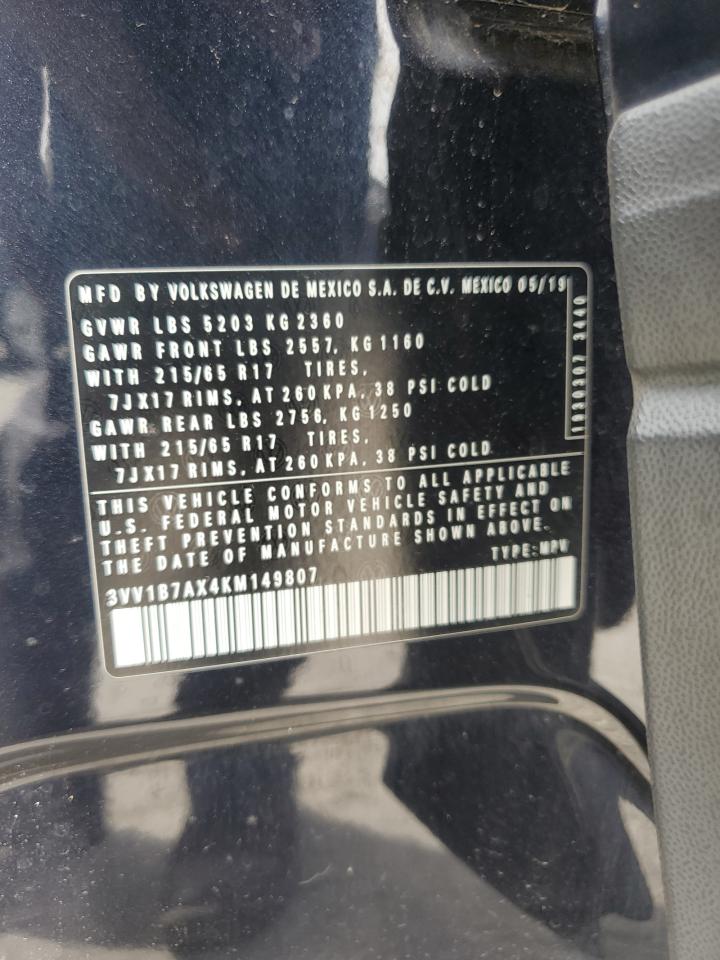 MFD BY VOLKSWAGEN DE MEXICO S.A. DE C.V. MEXICO 05/19
GVWR LBS 5203 KG 2360
GAWR FRONT LBS 2557, KG 1160
WITH 215/65 R17 TIRES,
7JX17 RIMS, AT 260 KPA, 38 PSI COLD
GAWR REAR LBS 2756, KG 1250
WITH 215/65 R17 TIRES,
7JX17 RIMS, AT 260 KPA, 38 PSI COLD
1030307 3440
THIS VEHICLE CONFORMS TO ALL APPLICABLE
U.S. FEDERAL MOTOR VEHICLE SAFETY AND
THEFT PREVENTION STANDARDS IN EFFECT ON
THE DATE OF MANUFACTURE SHOWN ABOVE.
TYPE: MPV
3VV1B7AX4KM149807